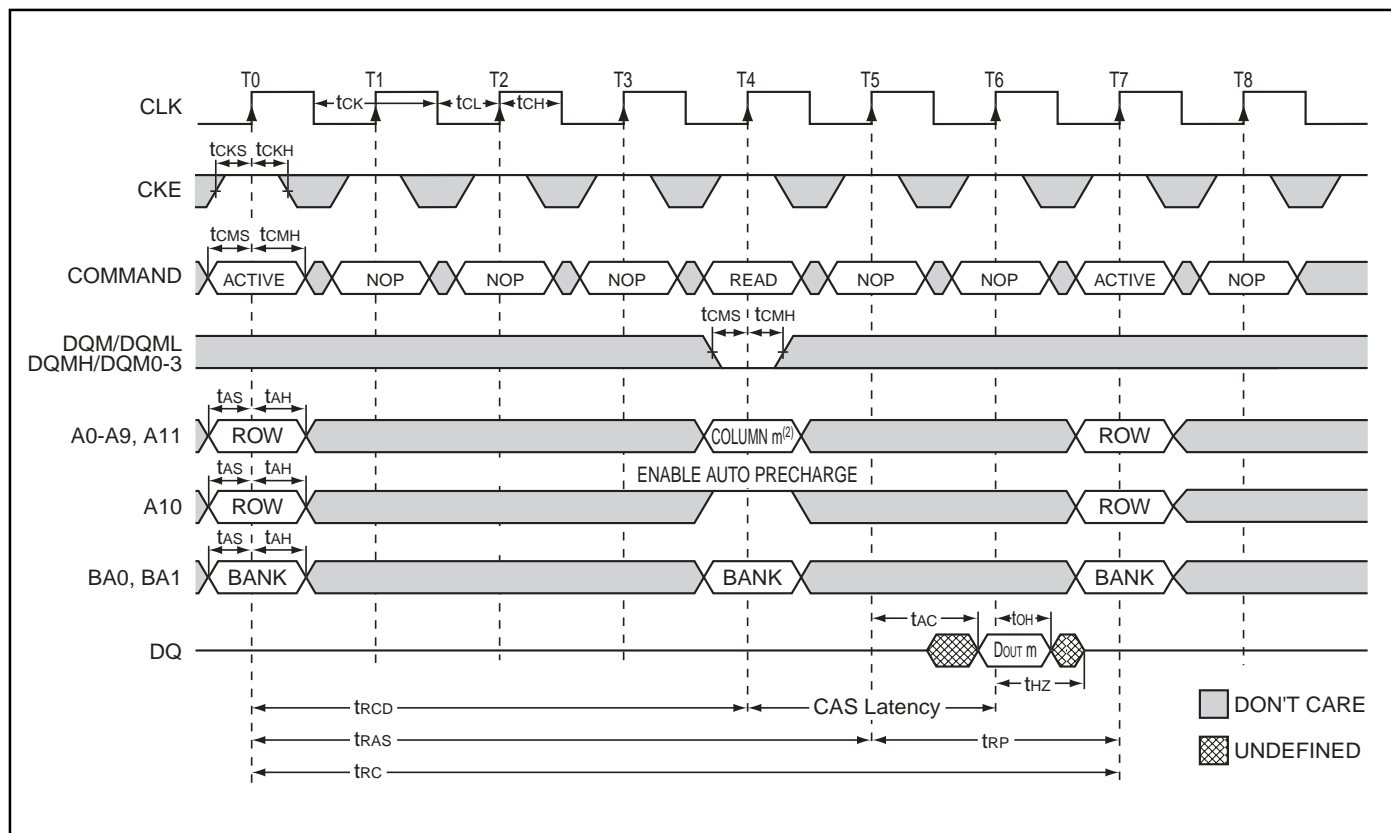 T0 T1 T2 T3 T4 T5 T6 T7 T8
CLK tCK tCL tCH
tCKS tCKH
CKE
tCMS tCMH
COMMAND ACTIVE NOP NOP NOP READ NOP NOP ACTIVE NOP
tCMS tCMH
DQM/DQML
DQMH/DQM0-3
tAS tAH
A0-A9, A11 ROW COLUMN m(2) ROW
tAS tAH ENABLE AUTO PRECHARGE
A10 ROW ROW
tAS tAH
BA0, BA1 BANK BANK BANK
tAC tOH
DQ DOUT m
tHZ
tRCD CAS Latency DON'T CARE
tRAS tRP
UNDEFINED
tRC